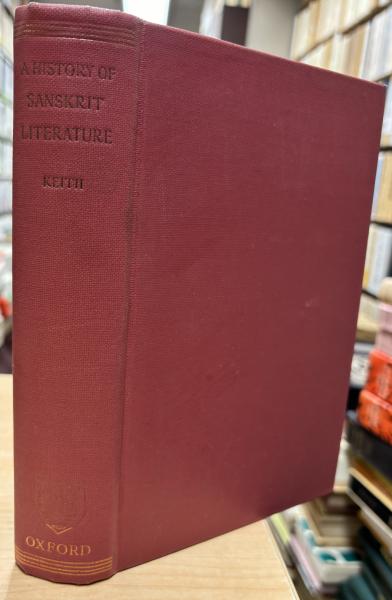 A HISTORY OF
SANSKRIT
LITERATURE
KEITH
OXFORD